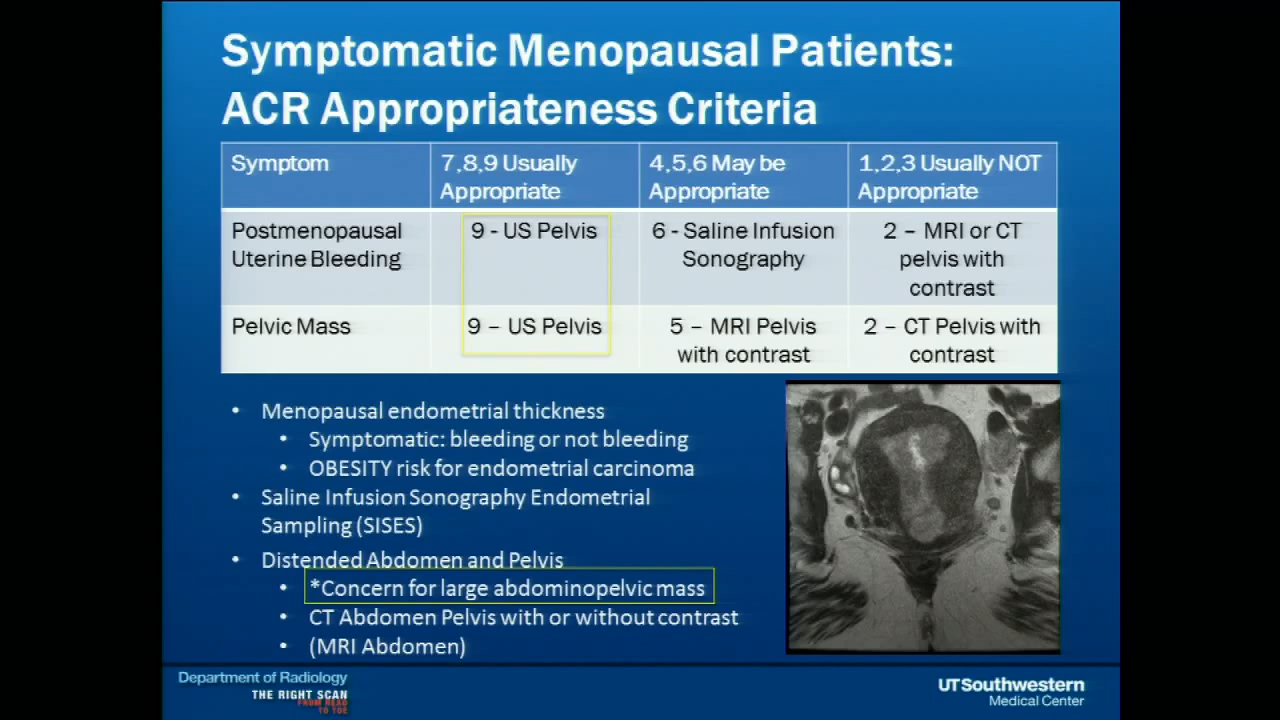 Symptomatic Menopausal Patients:
ACR Appropriateness Criteria
Symptom
7,8,9 Usually
Appropriate
4,5,6 May be
Appropriate
1,2,3 Usually NOT
Appropriate
Postmenopausal
Uterine Bleeding
9 - US Pelvis
6 - Saline Infusion
Sonography
2 – MRI or CT
pelvis with
contrast
Pelvic Mass
9 – US Pelvis
5 – MRI Pelvis
with contrast
2 – CT Pelvis with
contrast
• Menopausal endometrial thickness
• Symptomatic: bleeding or not bleeding
• OBESITY risk for endometrial carcinoma
• Saline Infusion Sonography Endometrial
Sampling (SISES)
• Distended Abdomen and Pelvis
• *Concern for large abdominopelvic mass
• CT Abdomen Pelvis with or without contrast
• (MRI Abdomen)
Department of Radiology
THE RIGHT SCAN
FROM HEAD
TO TOE
UTSouthwestern
Medical Center